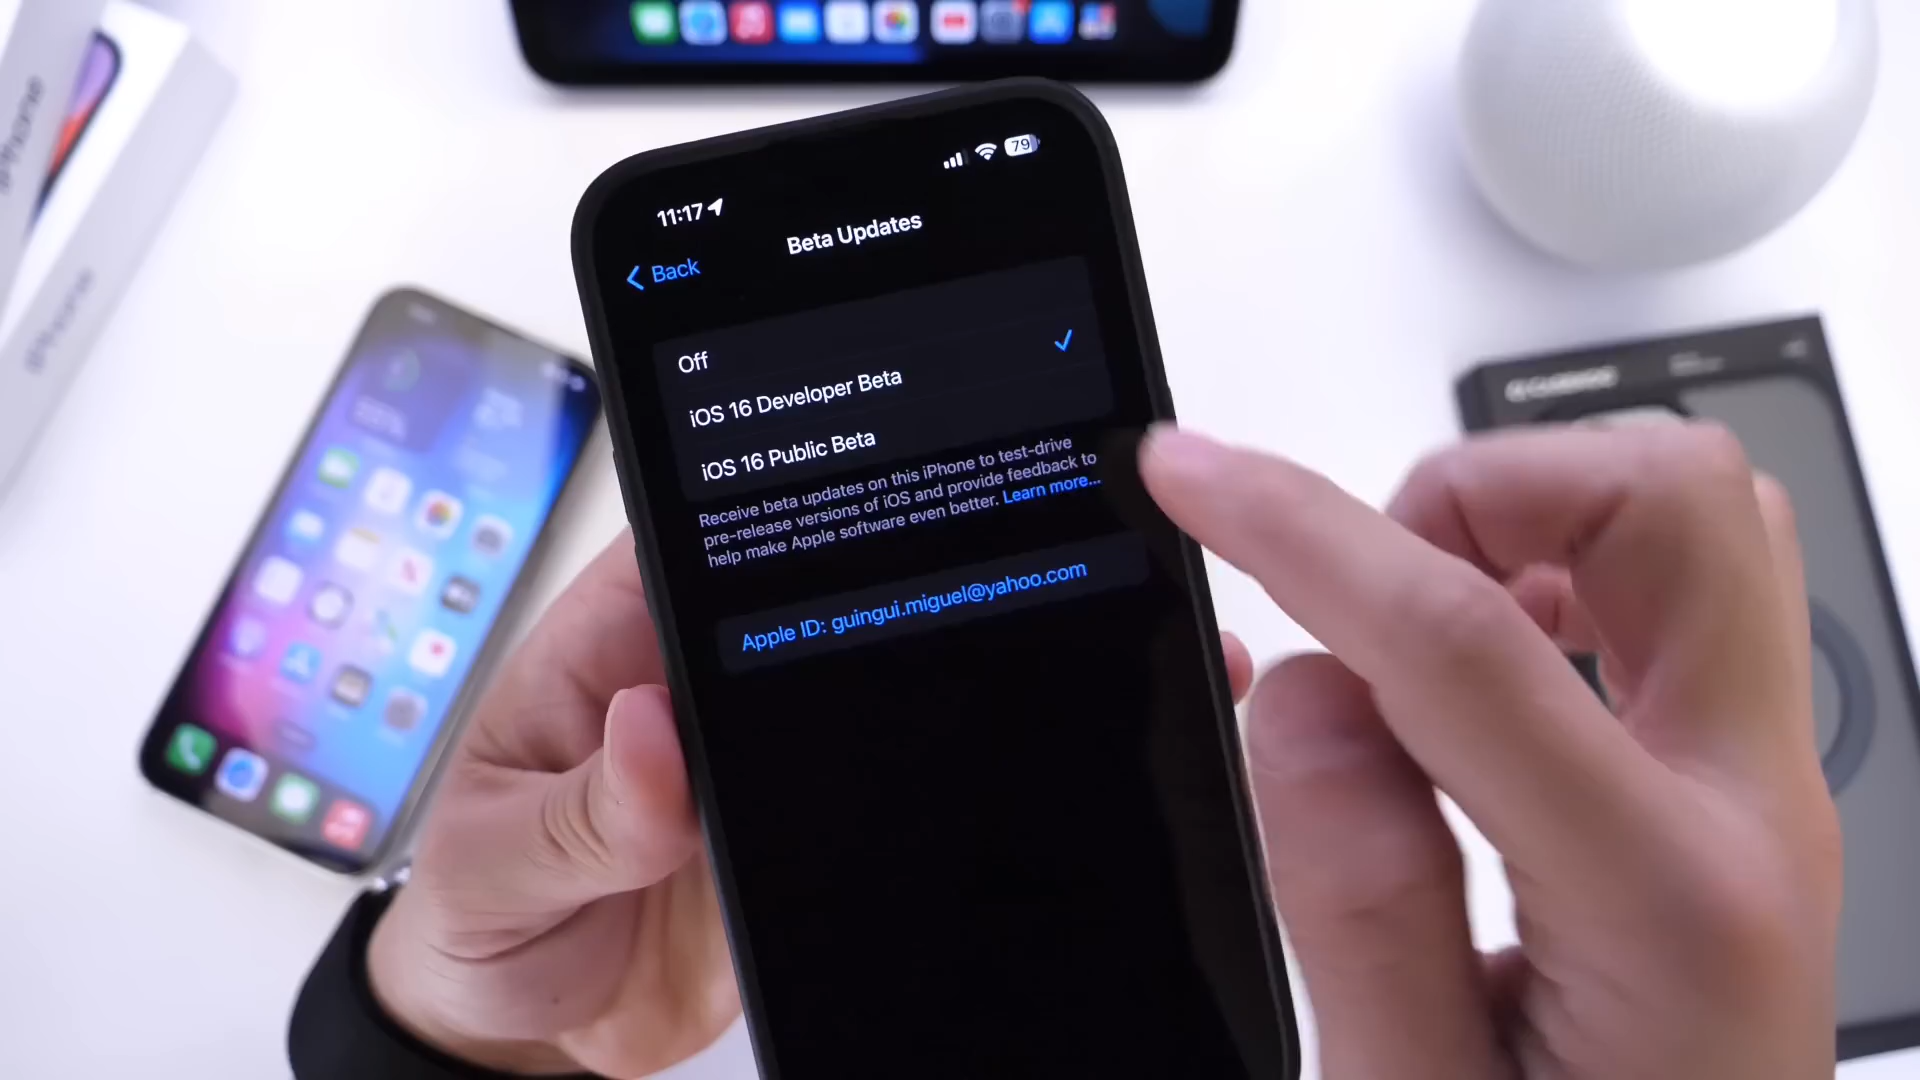 iPhone
iPhone
11:17
79
Back
Beta Updates
Off
iOS 16 Developer Beta
iOS 16 Public Beta
Receive beta updates on this iPhone to test-drive
pre-release versions of iOS and provide feedback to
help make Apple software even better. Learn more...
Apple ID: guingui.miguel@yahoo.com